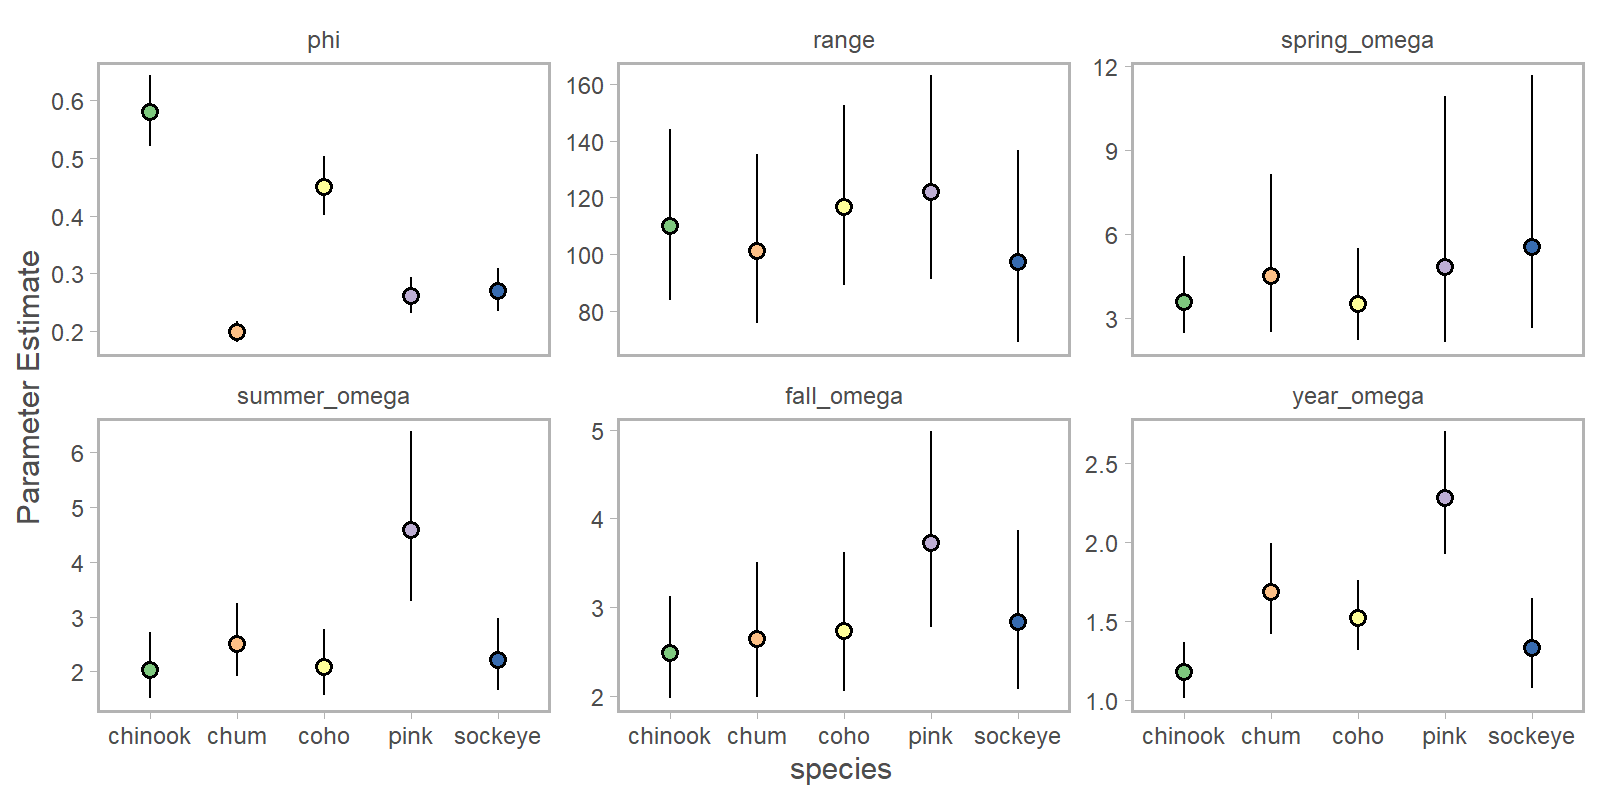 phi
range
spring_omega
0.6
0.5
0.4
0.3
0.2
160
140
120
100
80
12
9
6
3
Parameter Estimate
summer_omega
fall_omega
year_omega
6
5
4
3
2
5
4
3
2
2.5
2.0
1.5
1.0
chinook chum coho pink sockeye
chinook chum coho pink sockeye
chinook chum coho pink sockeye
species